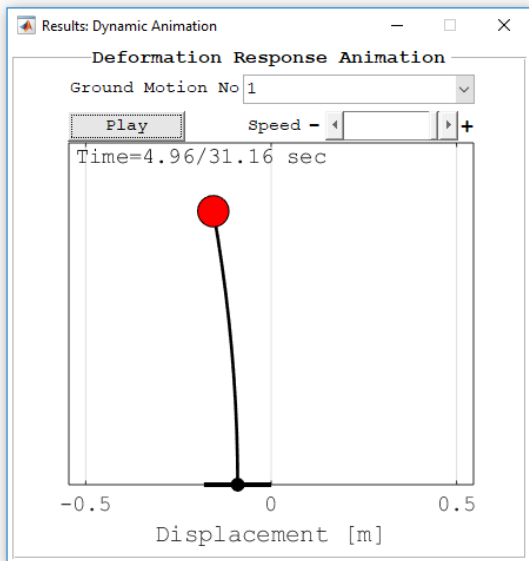 Results: Dynamic Animation
Deformation Response Animation
Ground Motion No 1
Play Speed - +
Time=4.96/31.16 sec
-0.5 0 0.5
Displacement [m]